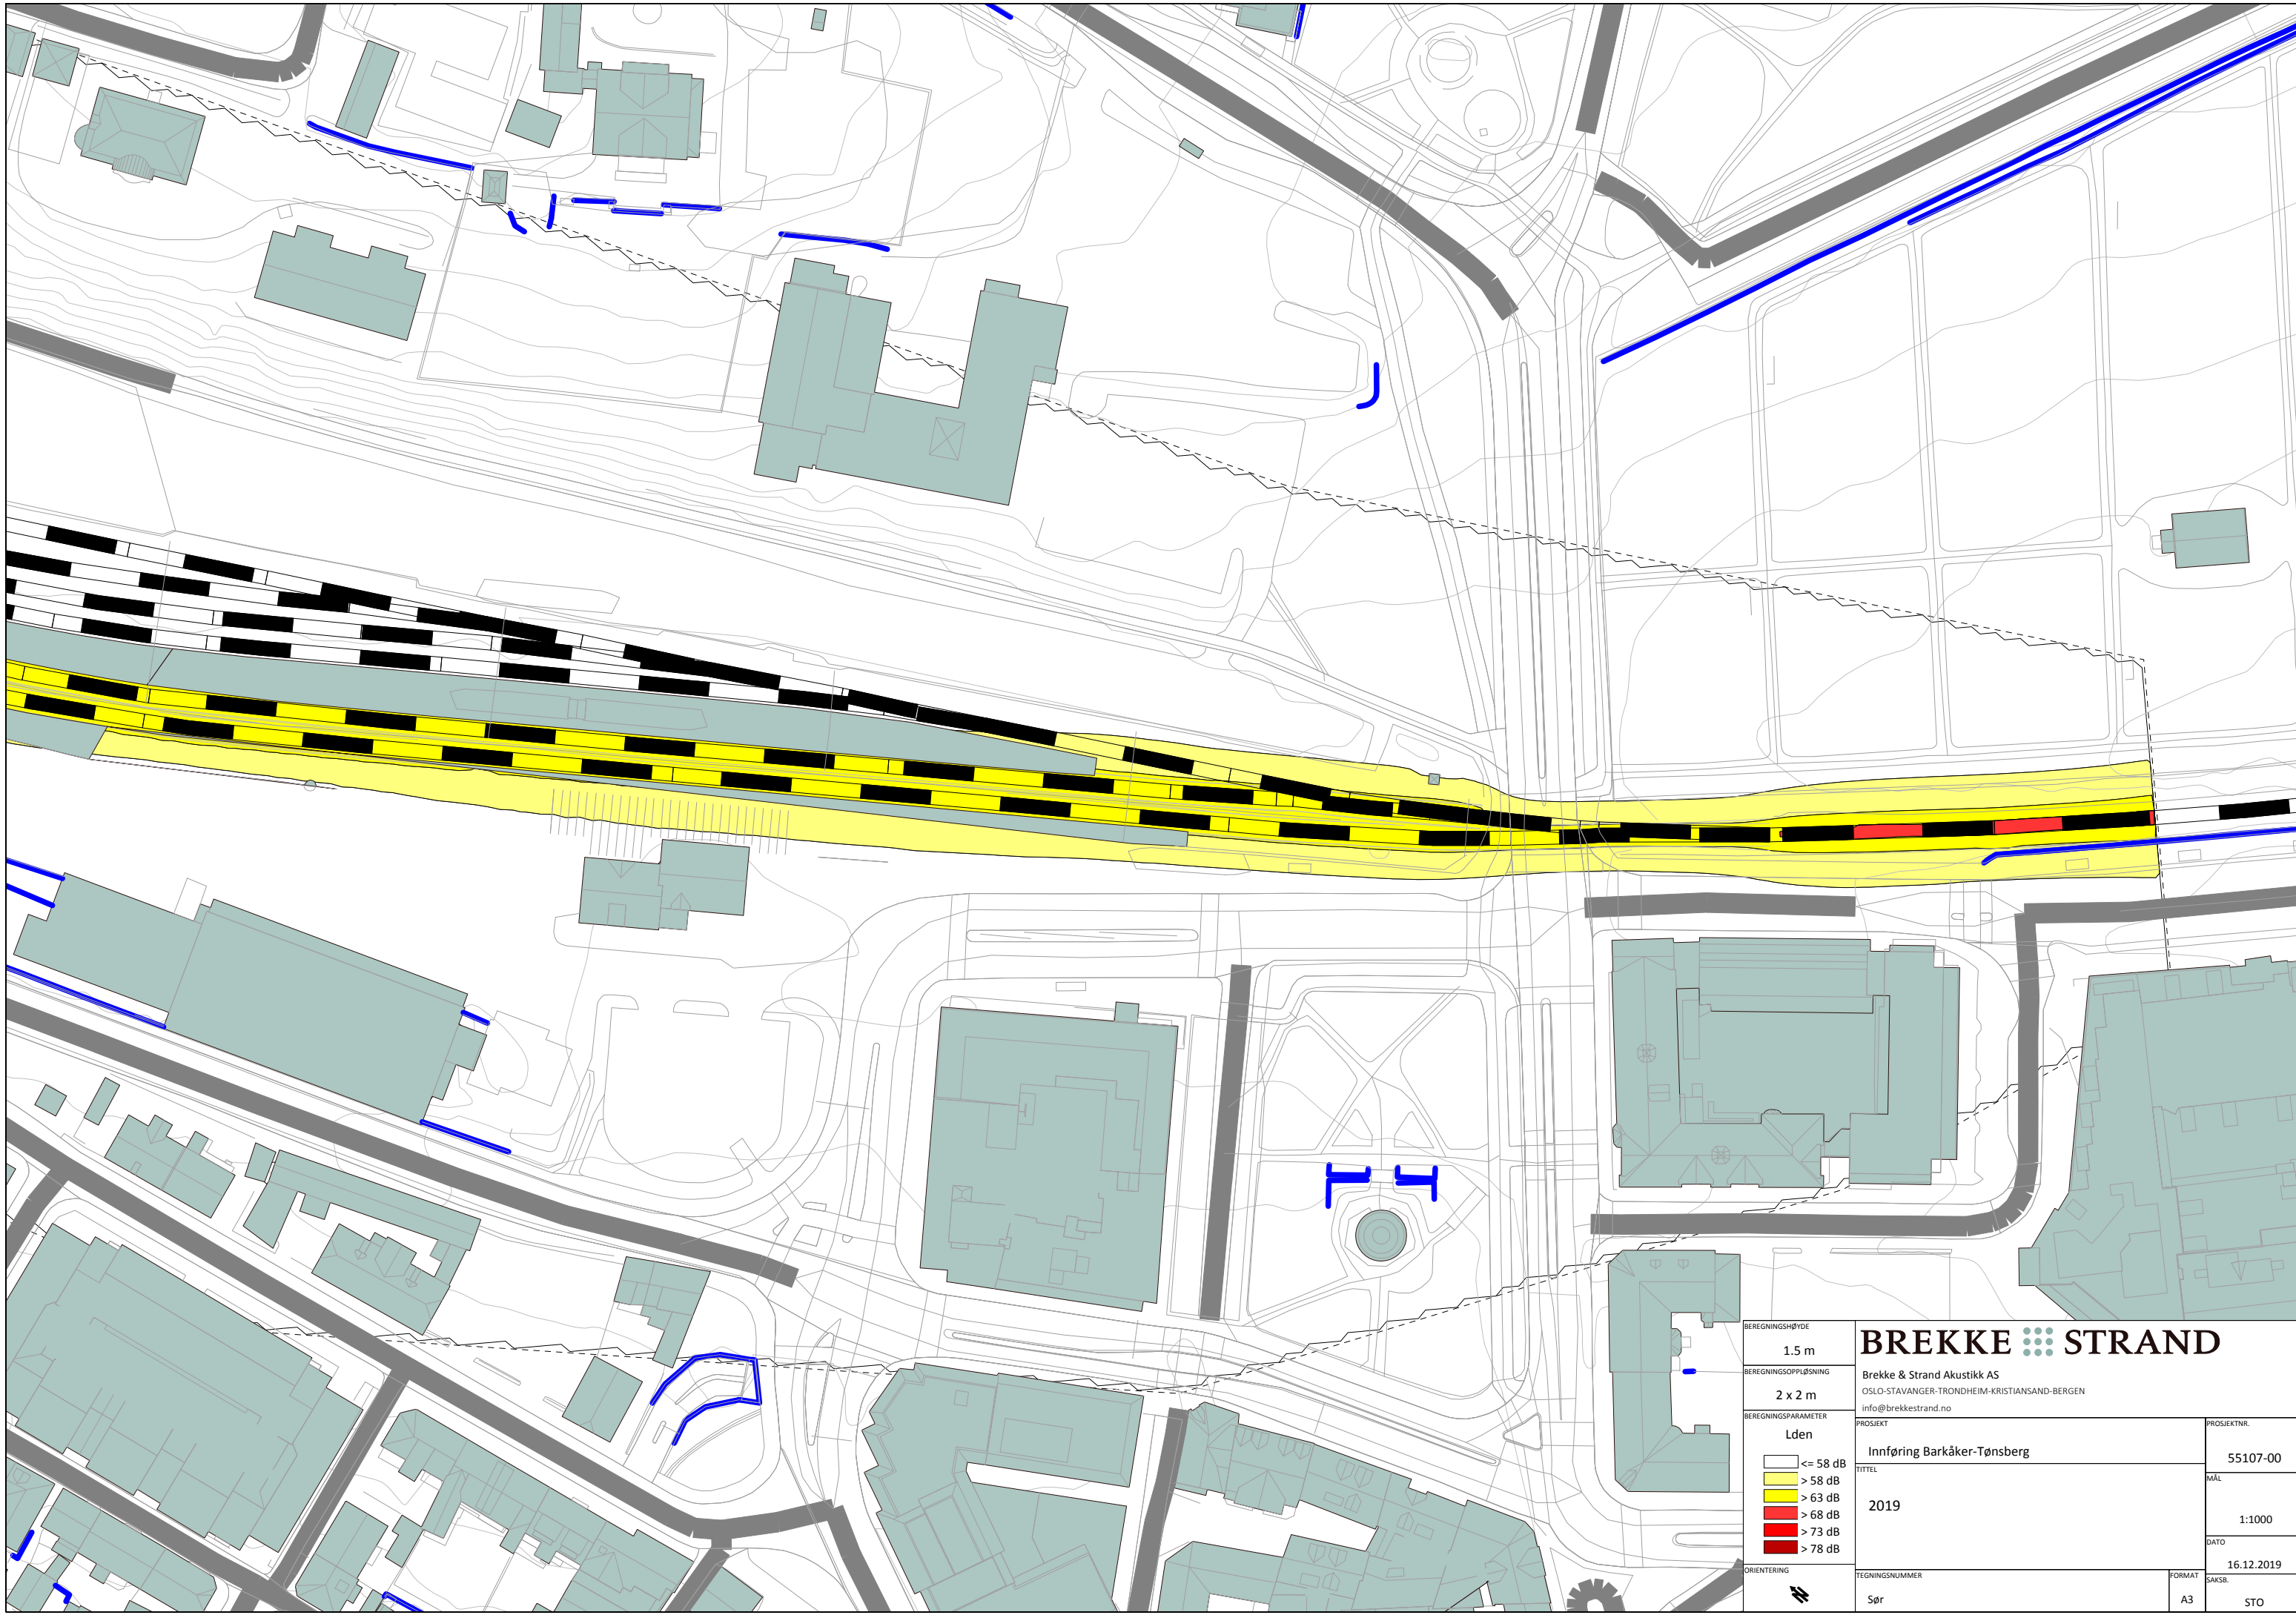 BEREGNINGSHØYDE
1.5 m
BEREGNINGSOPPLØSNING
2 x 2 m
BEREGNINGSPARAMETER
Lden
<= 58 dB
> 58 dB
> 63 dB
> 68 dB
> 73 dB
> 78 dB
ORIENTERING
BREKKE STRAND
Brekke & Strand Akustikk AS
OSLO-STAVANGER-TRONDHEIM-KRISTIANSAND-BERGEN
info@brekkestrand.no
PROSJEKT
Innføring Barkåker-Tønsberg
PROSJEKTNR.
55107-00
TITTEL
2019
MÅL
1:1000
DATO
16.12.2019
TEGNINGSNUMMER
Sør
FORMAT
A3
SAKSB.
STO